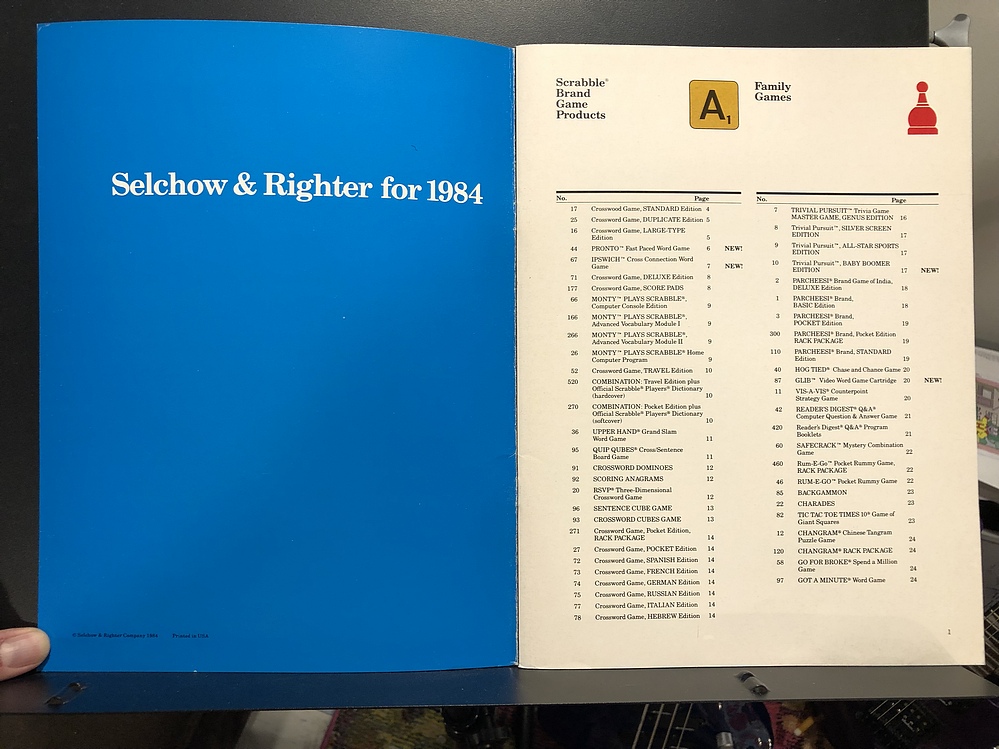 Selchow & Righter for 1984
© Selchow & Righter Company 1984 Printed in USA
Scrabble®
Brand
Game
Products
A1
No. Page
17 Crossword Game, STANDARD Edition 4
25 Crossword Game, DUPLICATE Edition 5
16 Crossword Game, LARGE-TYPE
Edition 5
44 PRONTO™ Fast Paced Word Game 6 NEW!
67 IPSWICH™ Cross Connection Word
Game 7 NEW!
71 Crossword Game, DELUXE Edition 8
177 Crossword Game, SCORE PADS 8
66 MONTY™ PLAYS SCRABBLE®,
Computer Console Edition 9
166 MONTY™ PLAYS SCRABBLE®,
Advanced Vocabulary Module I 9
266 MONTY™ PLAYS SCRABBLE®,
Advanced Vocabulary Module II 9
26 MONTY™ PLAYS SCRABBLE® Home
Computer Program 9
52 Crossword Game, TRAVEL Edition 10
520 COMBINATION: Travel Edition plus
Official Scrabble® Players® Dictionary
(hardcover) 10
270 COMBINATION: Pocket Edition plus
Official Scrabble® Players® Dictionary
(softcover) 10
36 UPPER HAND® Grand Slam
Word Game 11
95 QUIP QUBES® Cross/Sentence
Board Game 11
91 CROSSWORD DOMINOES 12
92 SCORING ANAGRAMS 12
20 RSVP® Three-Dimensional
Crossword Game 12
96 SENTENCE CUBE GAME 13
93 CROSSWORD CUBES GAME 13
271 Crossword Game, Pocket Edition,
RACK PACKAGE 14
27 Crossword Game, POCKET Edition 14
72 Crossword Game, SPANISH Edition 14
73 Crossword Game, FRENCH Edition 14
74 Crossword Game, GERMAN Edition 14
75 Crossword Game, RUSSIAN Edition 14
77 Crossword Game, ITALIAN Edition 14
78 Crossword Game, HEBREW Edition 14
Family
Games
No. Page
7 TRIVIAL PURSUIT™ Trivia Game
MASTER GAME, GENUS EDITION 16
8 Trivial Pursuit™, SILVER SCREEN
EDITION 17
9 Trivial Pursuit™, ALL-STAR SPORTS
EDITION 17
10 Trivial Pursuit™, BABY BOOMER
EDITION 17 NEW!
2 PARCHEESI® Brand Game of India,
DELUXE Edition 18
1 PARCHEESI® Brand,
BASIC Edition 18
3 PARCHEESI® Brand,
POCKET Edition 19
300 PARCHEESI® Brand, Pocket Edition
RACK PACKAGE 19
110 PARCHEESI® Brand, STANDARD
Edition 19
40 HOG TIED® Chase and Chance Game 20
87 GLIB™ Video Word Game Cartridge 20 NEW!
11 VIS-A-VIS® Counterpoint
Strategy Game 20
42 READER'S DIGEST® Q&A®
Computer Question & Answer Game 21
420 Reader's Digest® Q&A® Program
Booklets 21
60 SAFECRACK™ Mystery Combination
Game 22
460 Rum-E-Go™ Pocket Rummy Game,
RACK PACKAGE 22
46 RUM-E-GO™ Pocket Rummy Game 22
85 BACKGAMMON 23
22 CHARADES 23
82 TIC TAC TOE TIMES 10® Game of
Giant Squares 23
12 CHANGRAM® Chinese Tangram
Puzzle Game 24
120 CHANGRAM® RACK PACKAGE 24
58 GO FOR BROKE® Spend a Million
Game 24
97 GOT A MINUTE® Word Game 24
1